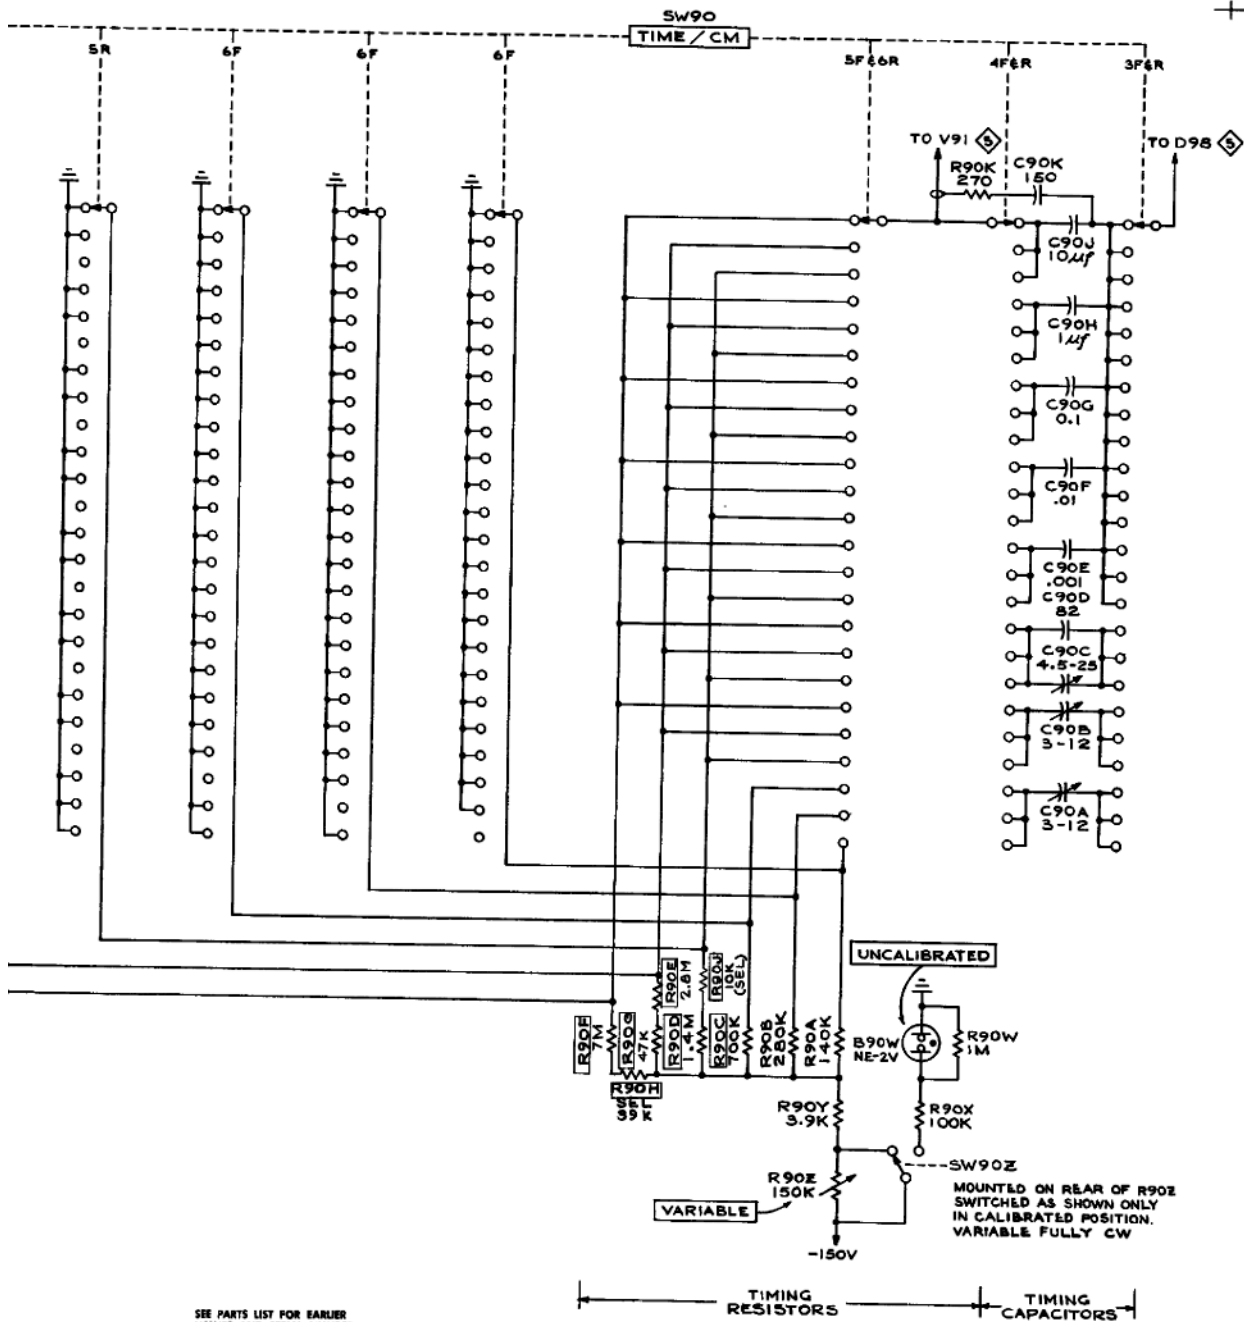 SW90
TIME / CM
5R
6F
6F
6F
5F&6R
4F&R
3F&R
TO V91 5
TO D98 5
R90K
270
C90K
150
C90J
10µf
C90H
1µf
C90G
0.1
C90F
.01
C90E
.001
C90D
82
C90C
4.5-25
C90B
3-12
C90A
3-12
R90F
7M
R90G
47K
R90E
2.8M
R90D
1.4M
R90J
10K
(SEL)
R90C
700K
R90B
280K
R90A
140K
R90H
SEL
39K
UNCALIBRATED
B90W
NE-2V
R90W
1M
R90Y
3.9K
R90X
100K
R90Z
150K
VARIABLE
SW90Z
MOUNTED ON REAR OF R90Z
SWITCHED AS SHOWN ONLY
IN CALIBRATED POSITION.
VARIABLE FULLY CW
-150V
TIMING
RESISTORS
TIMING
CAPACITORS
SEE PARTS LIST FOR EARLIER